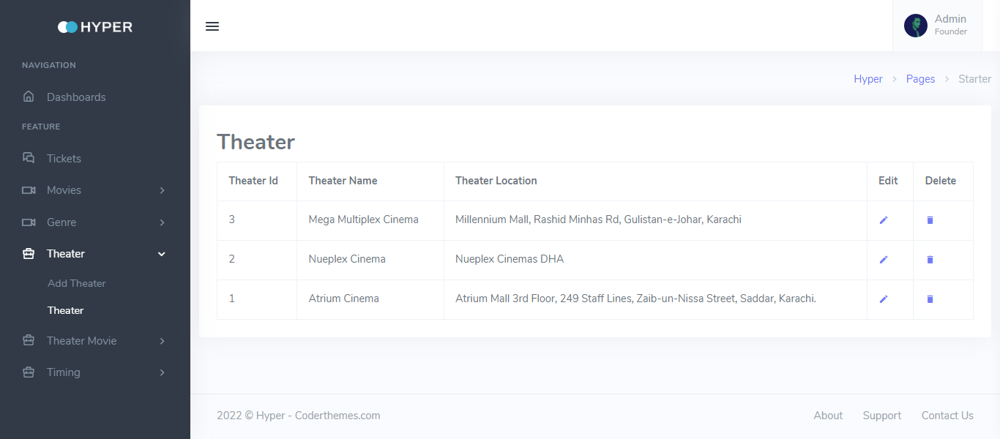 HYPER
NAVIGATION
Dashboards
FEATURE
Tickets
Movies
Genre
Theater
Add Theater
Theater
Theater Movie
Timing
Admin
Founder
Hyper > Pages > Starter
Theater
Theater Id Theater Name Theater Location Edit Delete
3 Mega Multiplex Cinema Millennium Mall, Rashid Minhas Rd, Gulistan-e-Johar, Karachi
2 Nueplex Cinema Nueplex Cinemas DHA
1 Atrium Cinema Atrium Mall 3rd Floor, 249 Staff Lines, Zaib-un-Nissa Street, Saddar, Karachi.
2022 © Hyper - Coderthemes.com
About Support Contact Us